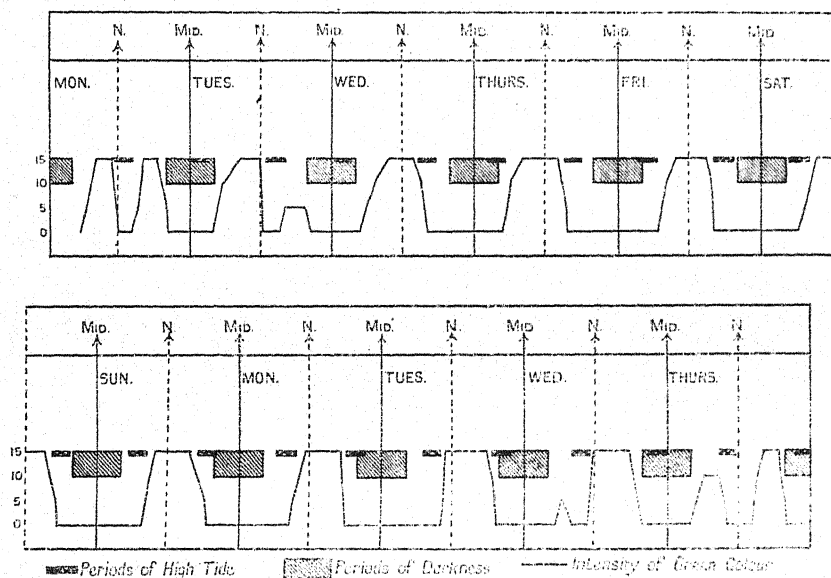 N. MID. N. MID. N. MID. N. MID. N. MID
MON. TUES. WED. THURS. FRI. SAT.
15
10
5
0
MID. N. MID. N. MID. N. MID N. MID. N.
SUN. MON. TUES. WED. THURS.
15
10
5
0
Periods of High Tide Periods of Darkness Intensity of Green Colour